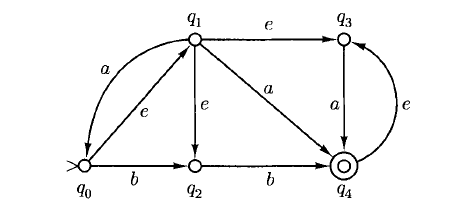 q₁ e q₃
a e e a a e
b b
q₀ q₂ q₄